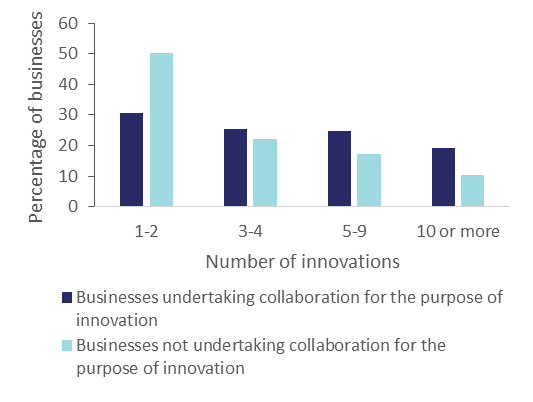 Percentage of businesses
60
50
40
30
20
10
0
1-2 3-4 5-9 10 or more
Number of innovations
Businesses undertaking collaboration for the purpose of
innovation
Businesses not undertaking collaboration for the
purpose of innovation